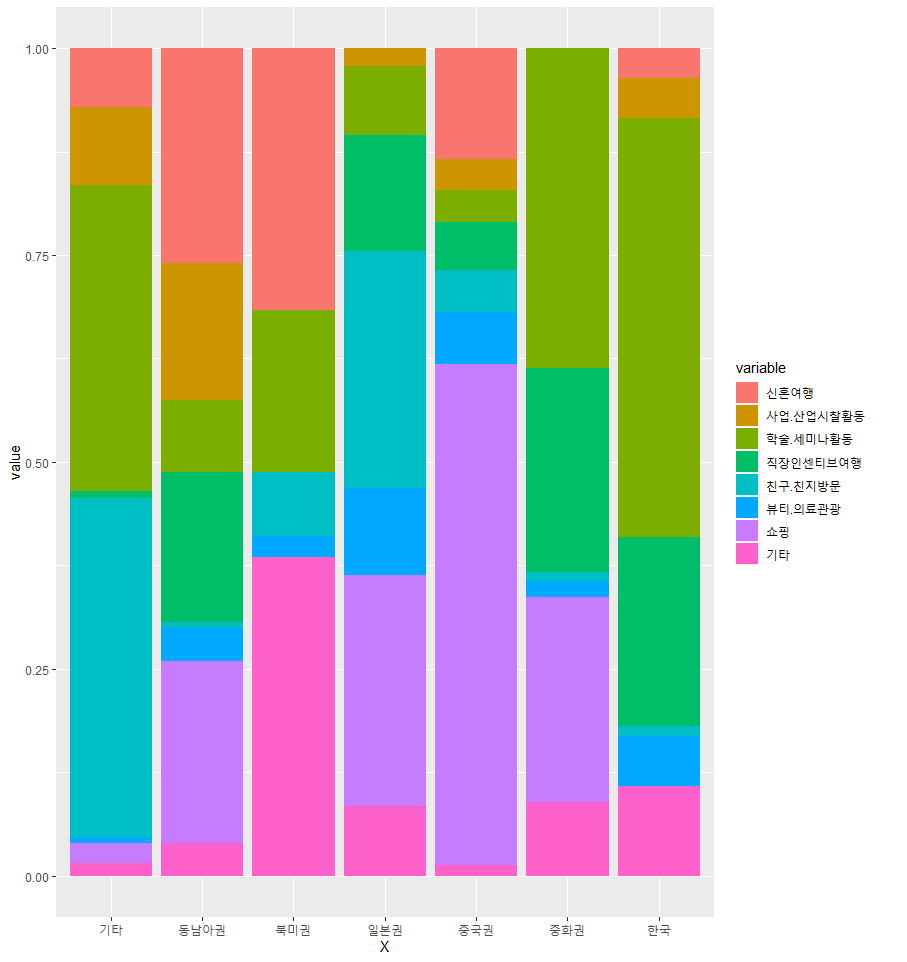 1.00
0.75
0.50
0.25
0.00
value
기타 동남아권 북미권 일본권 중국권 중화권 한국
X
variable
신혼여행
사업.산업시찰활동
학술.세미나활동
직장인센티브여행
친구.친지방문
뷰티.의료관광
쇼핑
기타